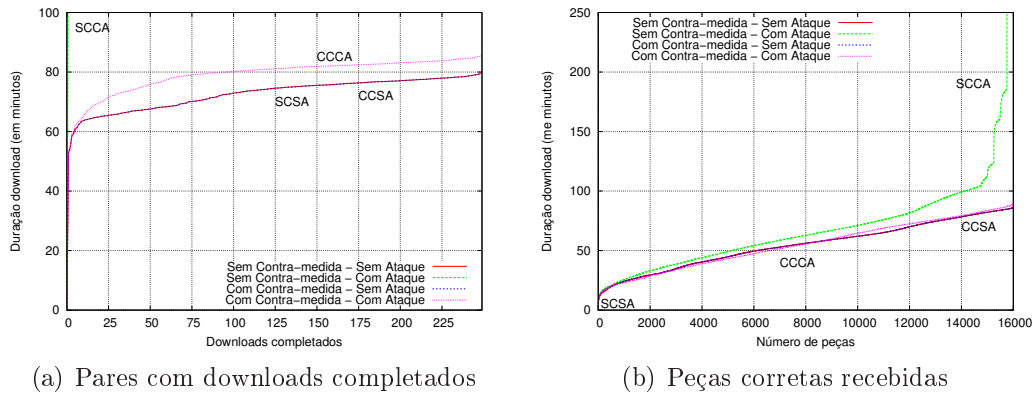 100
80
60
40
20
0
Duração download (em minutos)
SCCA
CCCA
SCSA
CCSA
Sem Contra−medida − Sem Ataque
Sem Contra−medida − Com Ataque
Com Contra−medida − Sem Ataque
Com Contra−medida − Com Ataque
0 25 50 75 100 125 150 175 200 225
Downloads completados
(a) Pares com downloads completados
250
200
150
100
50
0
Duração download (me minutos)
Sem Contra−medida − Sem Ataque
Sem Contra−medida − Com Ataque
Com Contra−medida − Sem Ataque
Com Contra−medida − Com Ataque
SCCA
CCSA
CCCA
SCSA
0 2000 4000 6000 8000 10000 12000 14000 16000
Número de peças
(b) Peças corretas recebidas